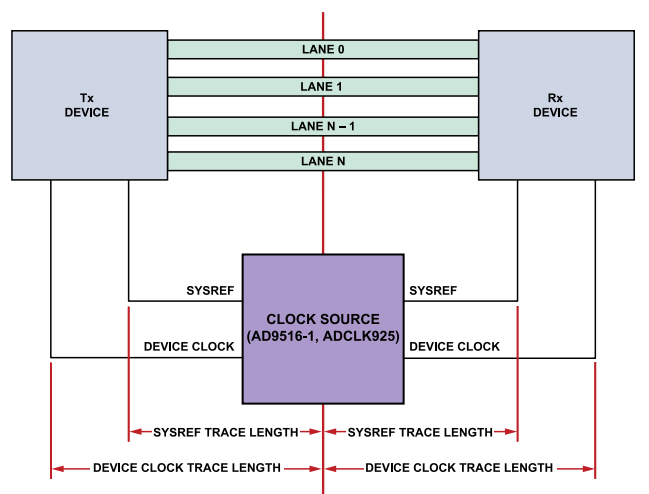 LANE 0
LANE 1
LANE N – 1
LANE N
Tx
DEVICE
Rx
DEVICE
SYSREF
SYSREF
CLOCK SOURCE
(AD9516-1, ADCLK925)
DEVICE CLOCK
DEVICE CLOCK
SYSREF TRACE LENGTH
SYSREF TRACE LENGTH
DEVICE CLOCK TRACE LENGTH
DEVICE CLOCK TRACE LENGTH